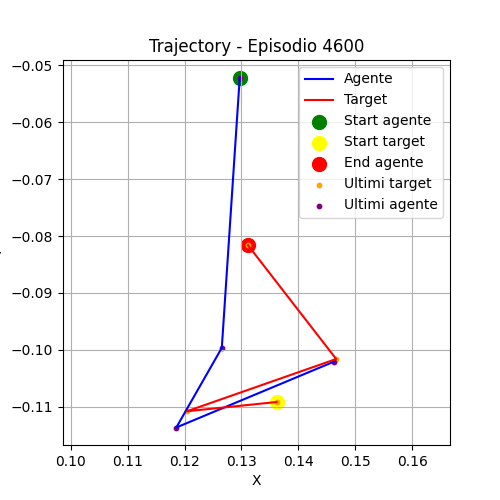 Trajectory - Episodio 4600
−0.05
−0.06
−0.07
−0.08
−0.09
−0.10
−0.11
Agente
Target
Start agente
Start target
End agente
Ultimi target
Ultimi agente
0.10 0.11 0.12 0.13 0.14 0.15 0.16
X